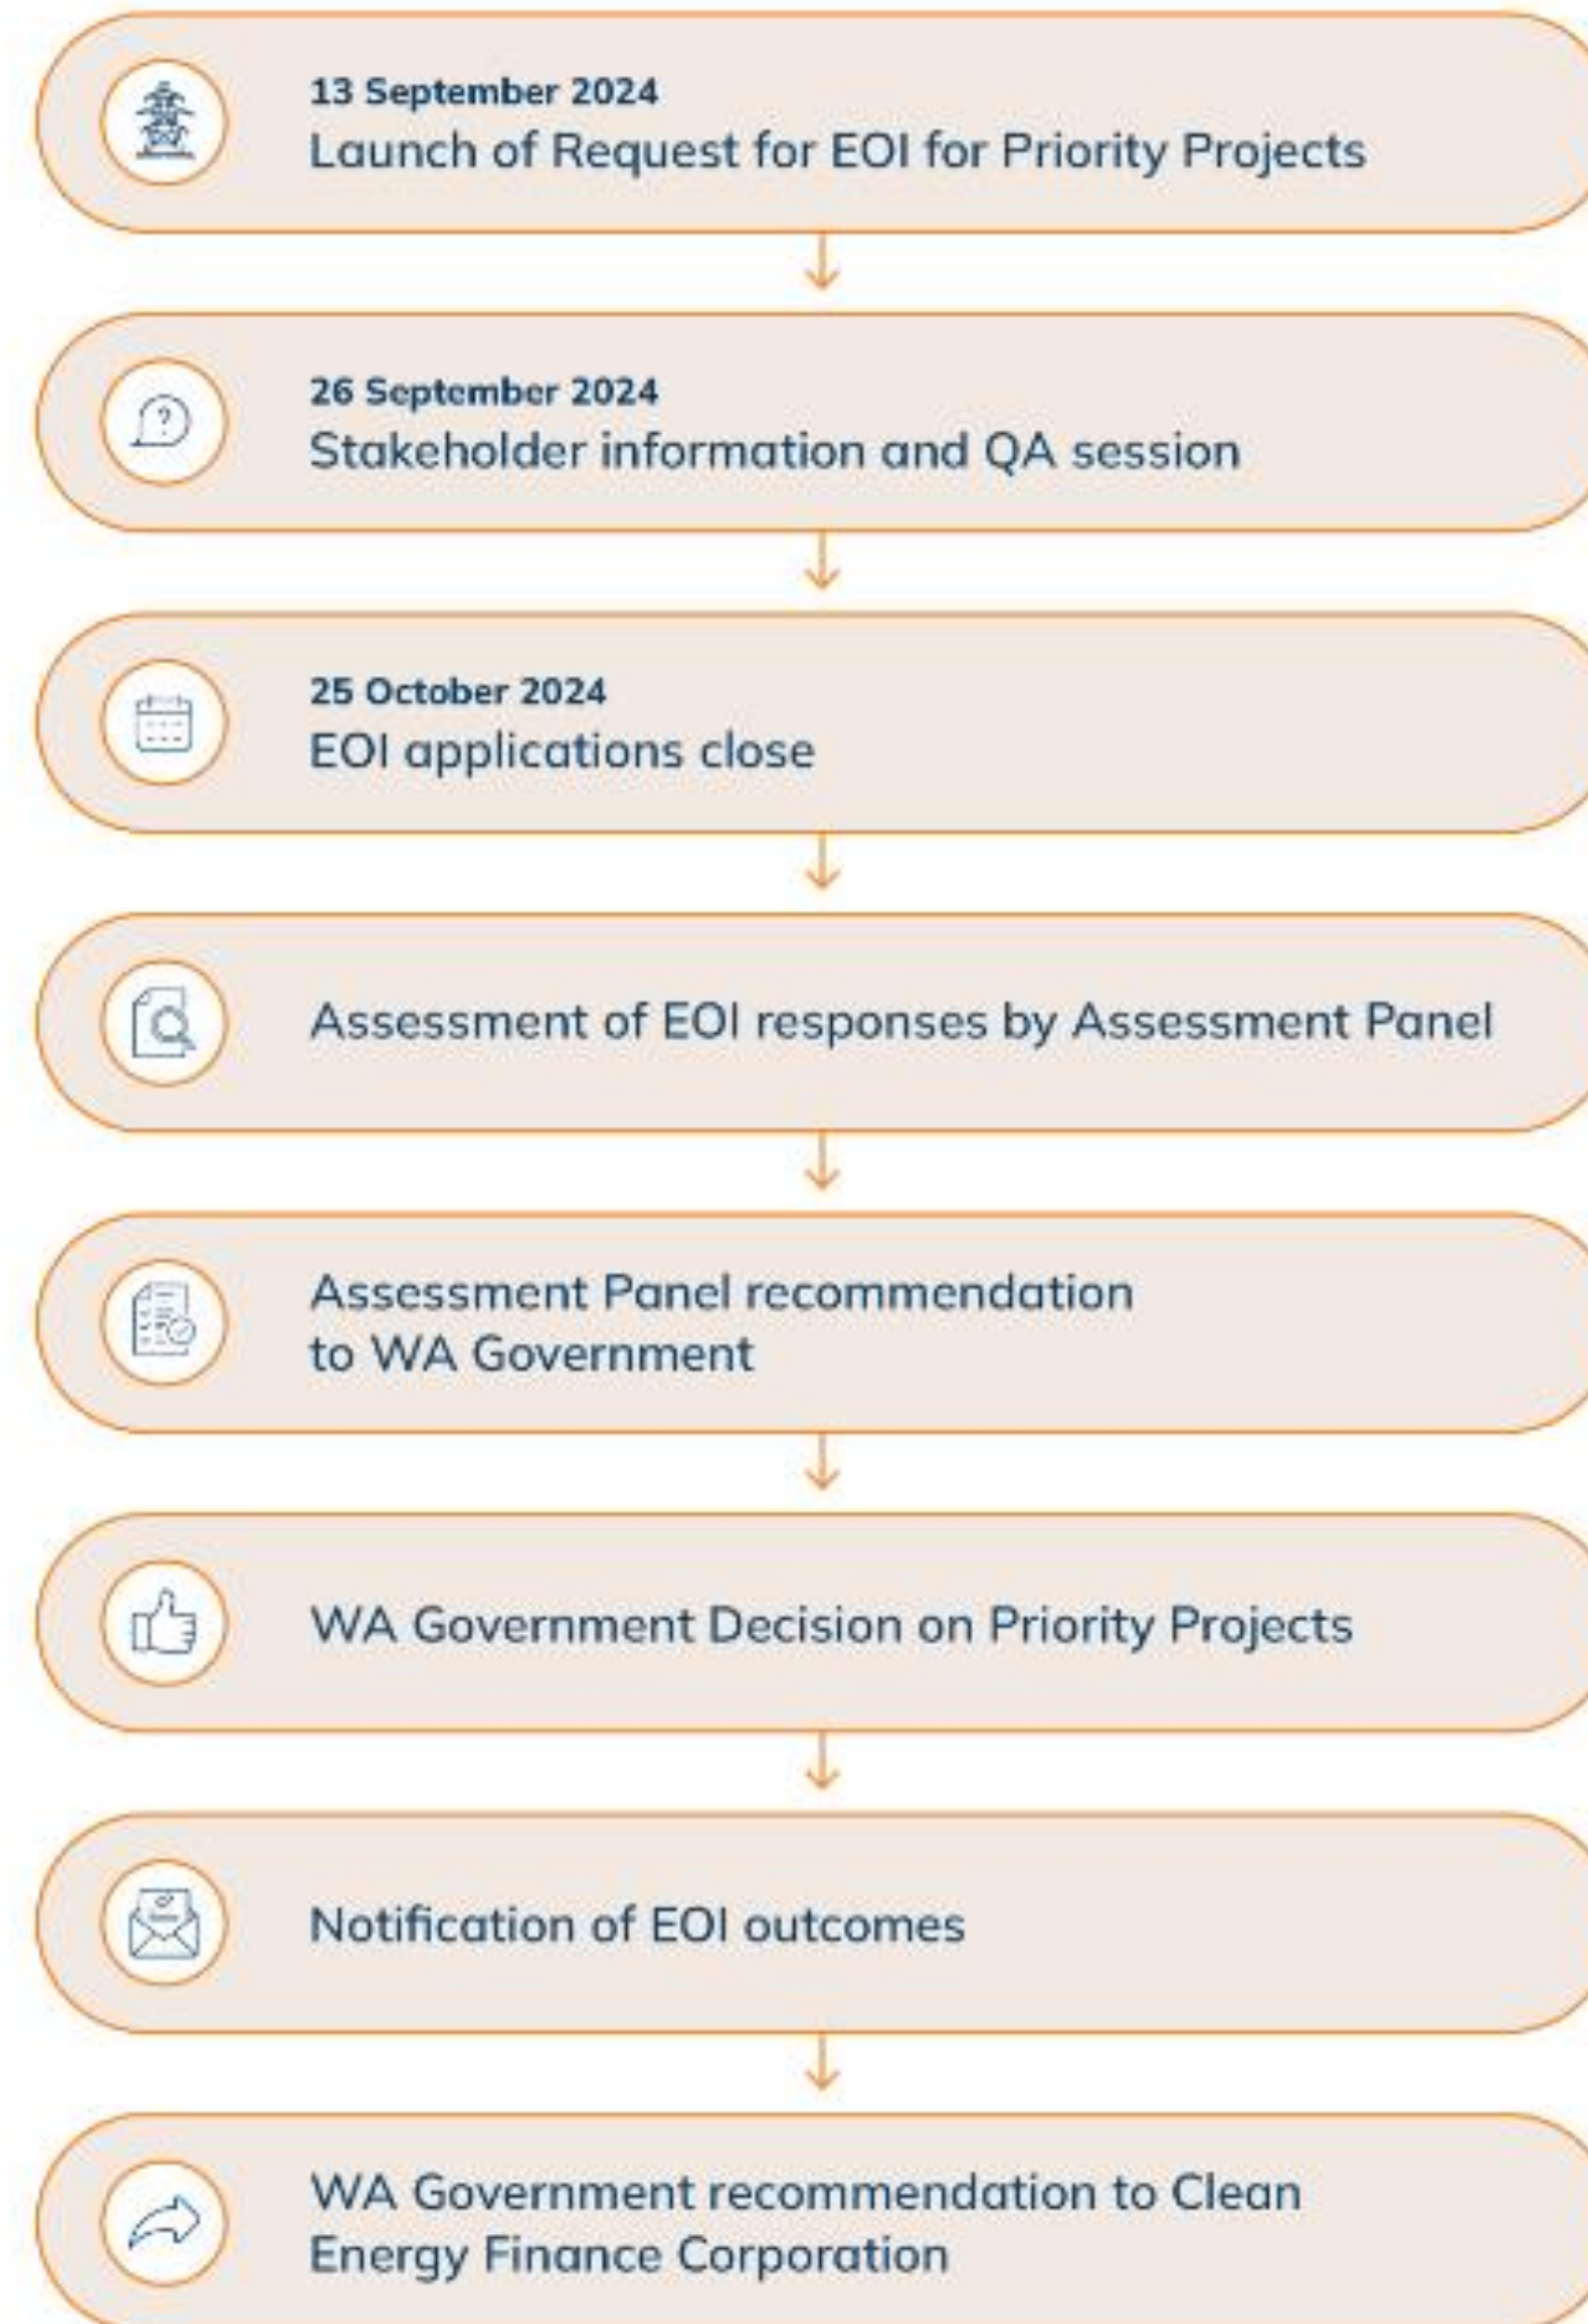 13 September 2024
Launch of Request for EOI for Priority Projects
26 September 2024
Stakeholder information and QA session
25 October 2024
EOI applications close
Assessment of EOI responses by Assessment Panel
Assessment Panel recommendation
to WA Government
WA Government Decision on Priority Projects
Notification of EOI outcomes
WA Government recommendation to Clean
Energy Finance Corporation